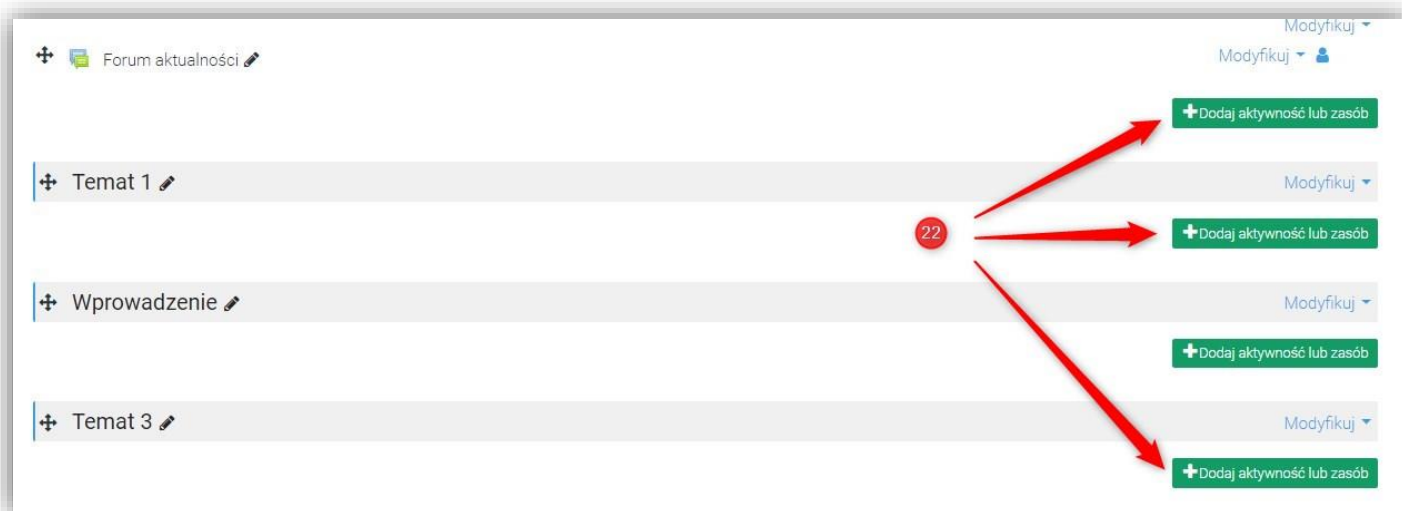 Modyfikuj
Forum aktualności
Modyfikuj
Dodaj aktywność lub zasób
Temat 1
Modyfikuj
22
Dodaj aktywność lub zasób
Wprowadzenie
Modyfikuj
Dodaj aktywność lub zasób
Temat 3
Modyfikuj
Dodaj aktywność lub zasób